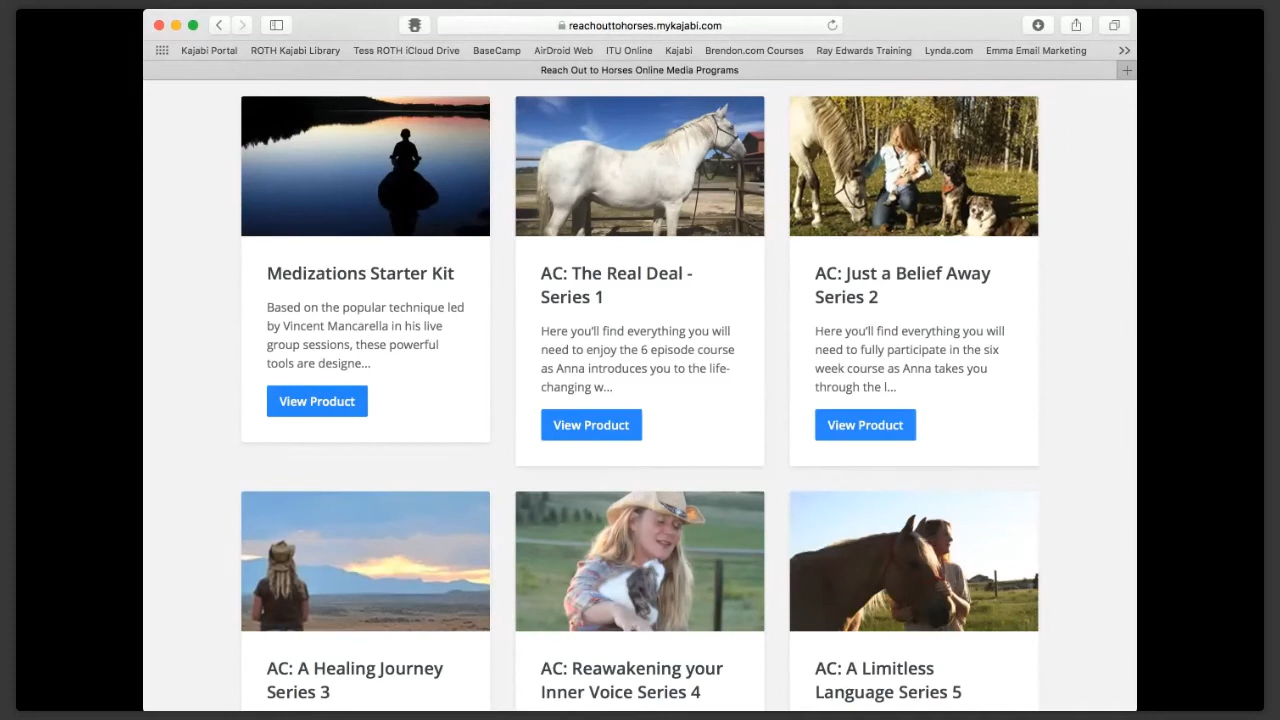 reachouttohorses.mykajabi.com
Kajabi Portal ROTH Kajabi Library Tess ROTH iCloud Drive BaseCamp AirDroid Web ITU Online Kajabi Brendon.com Courses Ray Edwards Training Lynda.com Emma Email Marketing
Reach Out to Horses Online Media Programs
Medizations Starter Kit
Based on the popular technique led
by Vincent Mancarella in his live
group sessions, these powerful
tools are designe...
View Product
AC: The Real Deal -
Series 1
Here you'll find everything you will
need to enjoy the 6 episode course
as Anna introduces you to the life-
changing w...
View Product
AC: Just a Belief Away
Series 2
Here you'll find everything you will
need to fully participate in the six
week course as Anna takes you
through the l...
View Product
AC: A Healing Journey
Series 3
AC: Reawakening your
Inner Voice Series 4
AC: A Limitless
Language Series 5